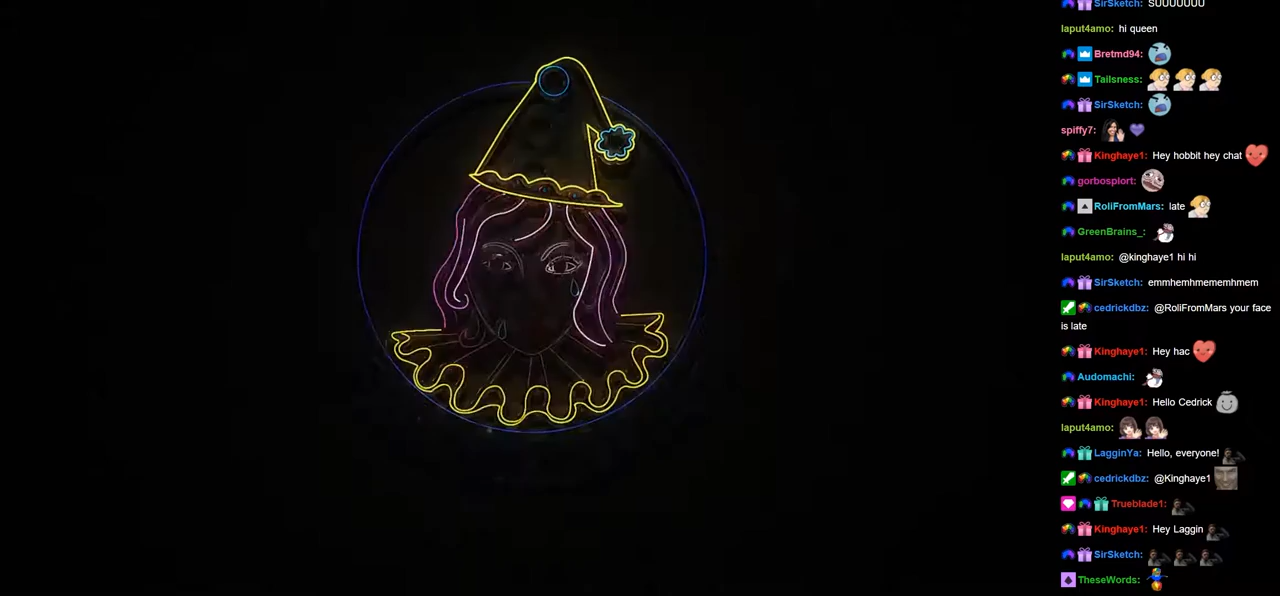 SirSketch: SUUUUUUU
laput4amo: hi queen
Bretmd94:
Tailsness:
SirSketch:
spiffy7:
Kinghaye1: Hey hobbit hey chat
gorbosplort:
RoliFromMars: late
GreenBrains_:
laput4amo: @kinghaye1 hi hi
SirSketch: emmhemhmememhmem
cedrickdbz: @RoliFromMars your face
is late
Kinghaye1: Hey hac
Audomachi:
Kinghaye1: Hello Cedrick
laput4amo:
LagginYa: Hello, everyone!
cedrickdbz: @Kinghaye1
Trueblade1:
Kinghaye1: Hey Laggin
SirSketch:
TheseWords: